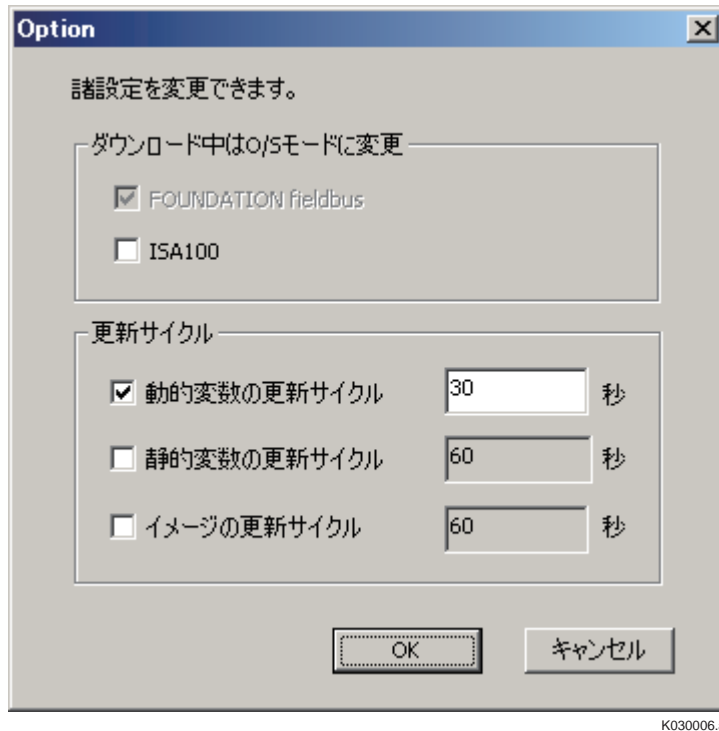 Option
諸設定を変更できます。
ダウンロード中はO/Sモードに変更
FOUNDATION fieldbus
ISA100
更新サイクル
動的変数の更新サイクル 30 秒
静的変数の更新サイクル 60 秒
イメージの更新サイクル 60 秒
OK キャンセル
K030006.